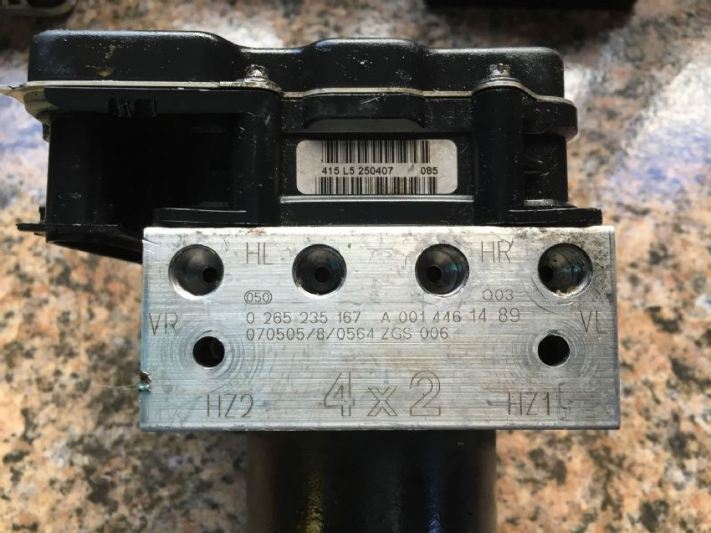 415 L5 250407 085
HL HR
050 Q03
VR 0 265 235 167 A 001 446 14 89 VL
070505/8/0564 ZGS 006
HZ2 4x2 HZ1